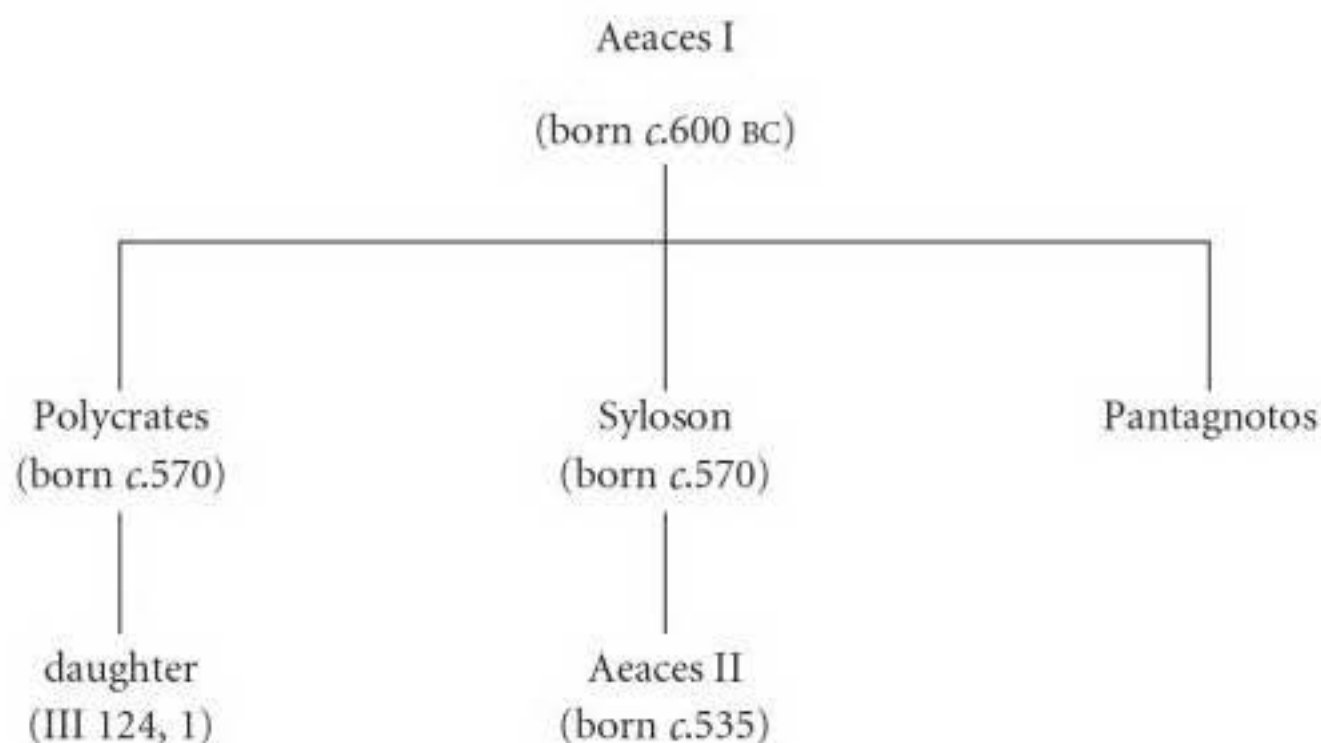 Aeaces I
(born c.600 BC)
Polycrates
(born c.570)
Syloson
(born c.570)
Pantagnotos
daughter
(III 124, 1)
Aeaces II
(born c.535)